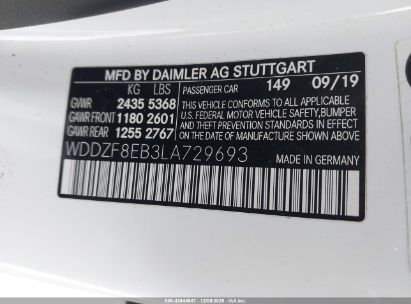 MFD BY DAIMLER AG STUTTGART
KG LBS
PASSENGER CAR 149 09/19
GVWR 2435 5368
GAWR FRONT 1180 2601
GAWR REAR 1255 2767
THIS VEHICLE CONFORMS TO ALL APPLICABLE
U.S. FEDERAL MOTOR VEHICLE SAFETY, BUMPER
AND THEFT PREVENTION STANDARDS IN EFFECT
ON THE DATE OF MANUFACTURE SHOWN ABOVE
WDDZF8EB3LA729693
MADE IN GERMANY